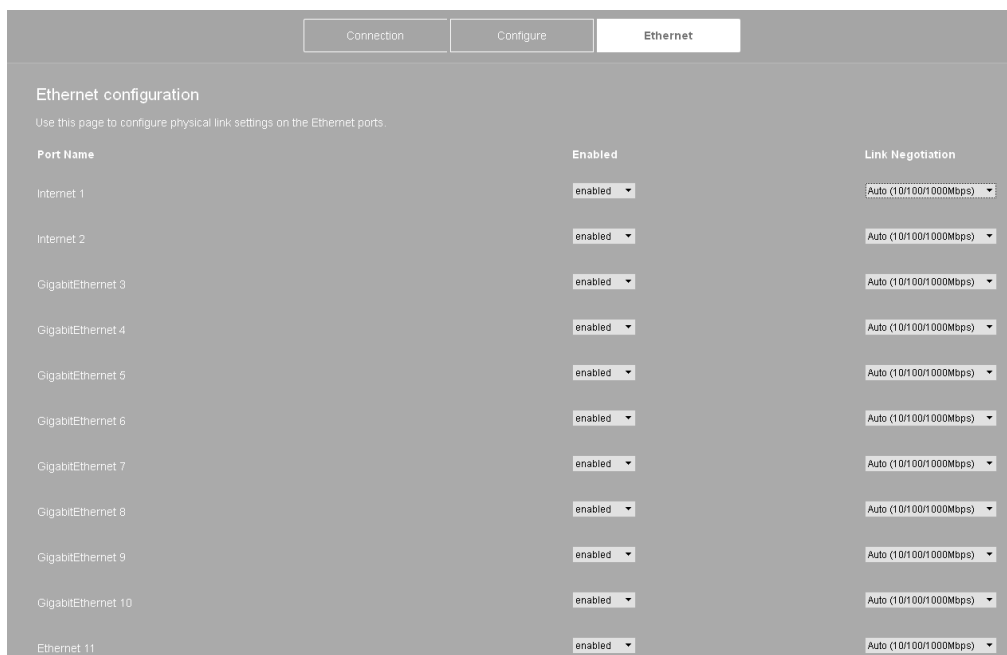 Connection Configure Ethernet
Ethernet configuration
Use this page to configure physical link settings on the Ethernet ports.
Port Name Enabled Link Negotiation
Internet 1 enabled Auto (10/100/1000Mbps)
Internet 2 enabled Auto (10/100/1000Mbps)
GigabitEthernet 3 enabled Auto (10/100/1000Mbps)
GigabitEthernet 4 enabled Auto (10/100/1000Mbps)
GigabitEthernet 5 enabled Auto (10/100/1000Mbps)
GigabitEthernet 6 enabled Auto (10/100/1000Mbps)
GigabitEthernet 7 enabled Auto (10/100/1000Mbps)
GigabitEthernet 8 enabled Auto (10/100/1000Mbps)
GigabitEthernet 9 enabled Auto (10/100/1000Mbps)
GigabitEthernet 10 enabled Auto (10/100/1000Mbps)
Ethernet 11 enabled Auto (10/100/1000Mbps)